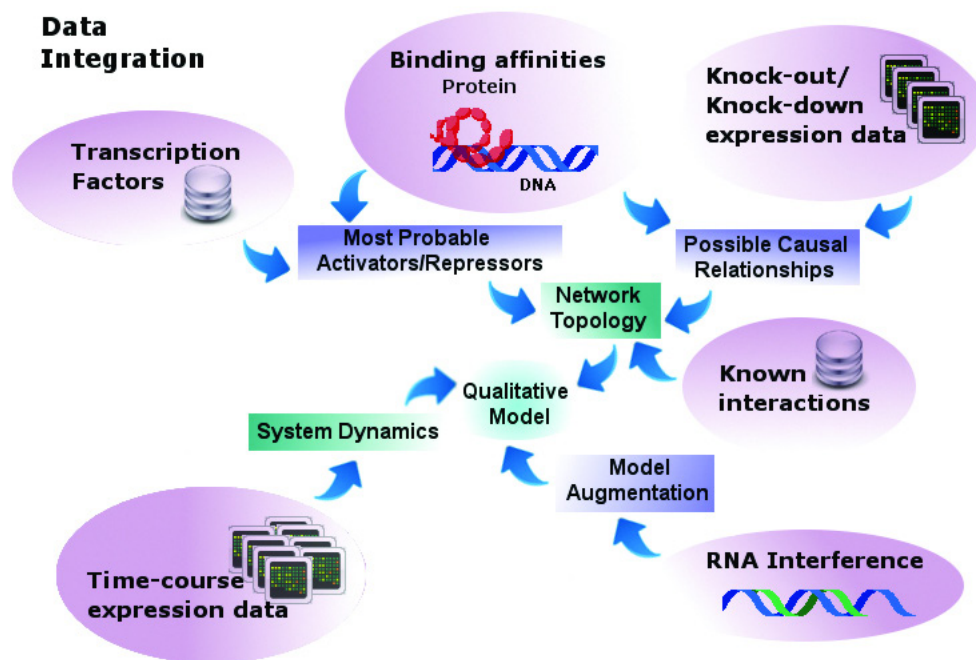 Data
Integration
Binding affinities
Protein
DNA
Knock-out/
Knock-down
expression data
Transcription
Factors
Most Probable
Activators/Repressors
Possible Causal
Relationships
Network
Topology
Known
interactions
Qualitative
Model
System Dynamics
Model
Augmentation
Time-course
expression data
RNA Interference